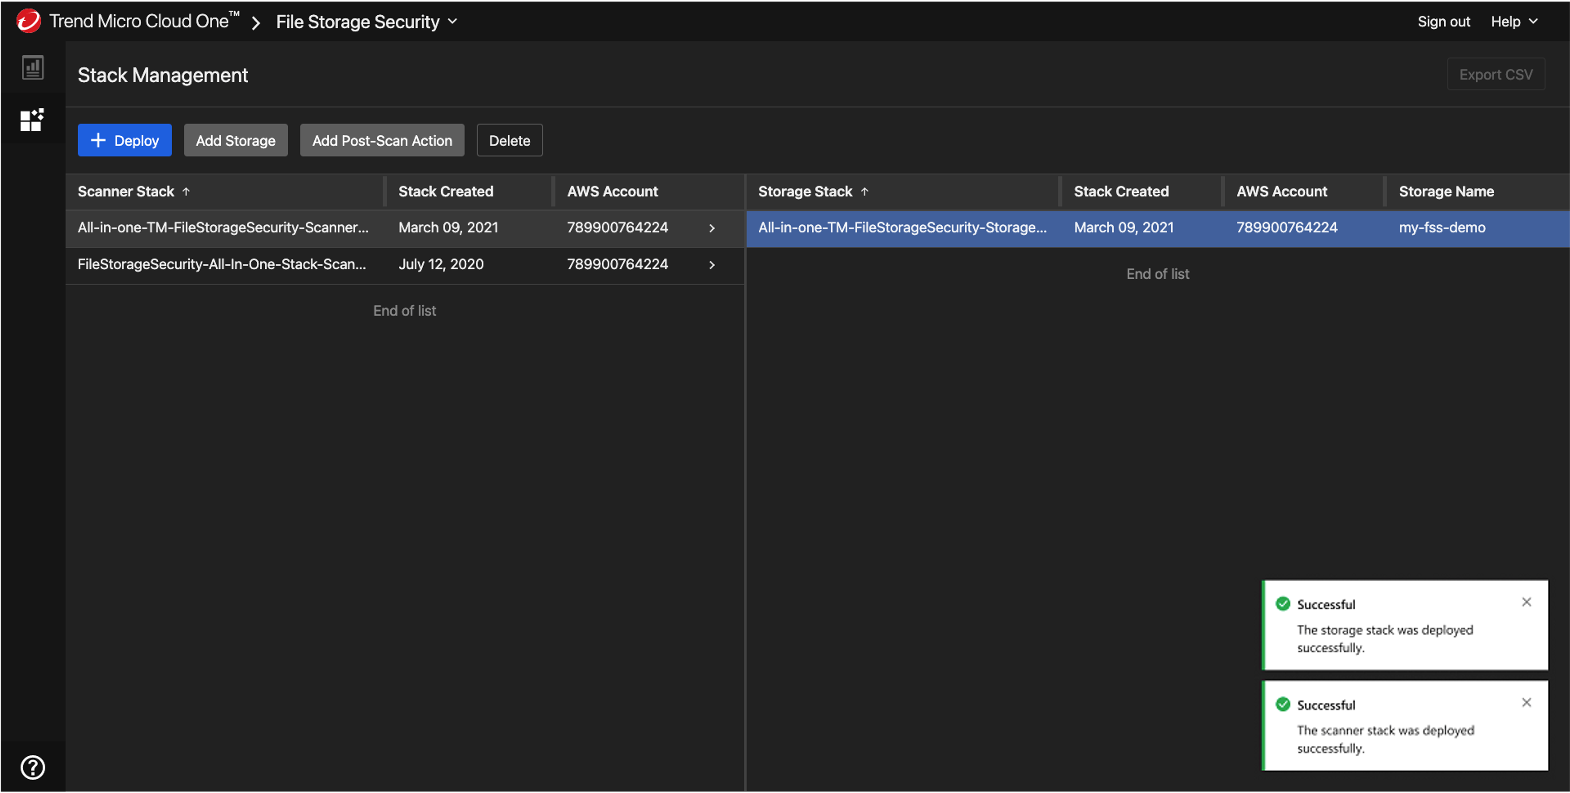 Trend Micro Cloud One™ File Storage Security Sign out Help
Stack Management Export CSV
Deploy Add Storage Add Post-Scan Action Delete
Scanner Stack ↑ Stack Created AWS Account Storage Stack ↑ Stack Created AWS Account Storage Name
All-in-one-TM-FileStorageSecurity-Scanner... March 09, 2021 789900764224 All-in-one-TM-FileStorageSecurity-Storage... March 09, 2021 789900764224 my-fss-demo
FileStorageSecurity-All-In-One-Stack-Scan... July 12, 2020 789900764224
End of list
End of list
Successful
The storage stack was deployed
successfully.
Successful
The scanner stack was deployed
successfully.